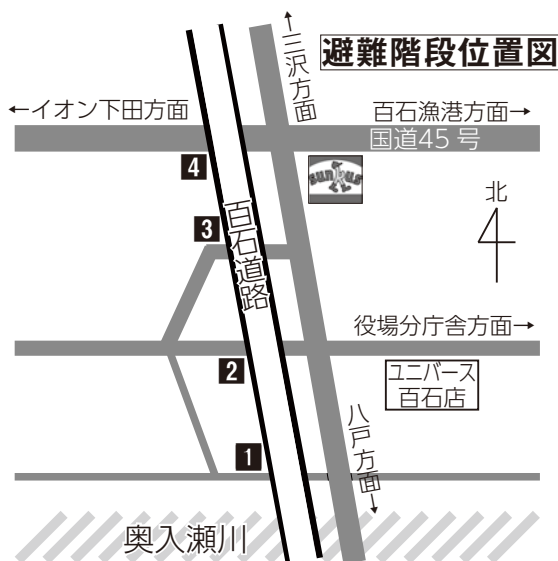 避難階段位置図
↑三沢方面
←イオン下田方面
百石漁港方面→
国道45号
sunkus
4
北
3
百石道路
役場分庁舎方面→
2
ユニバース
百石店
八戸方面↓
1
奥入瀬川